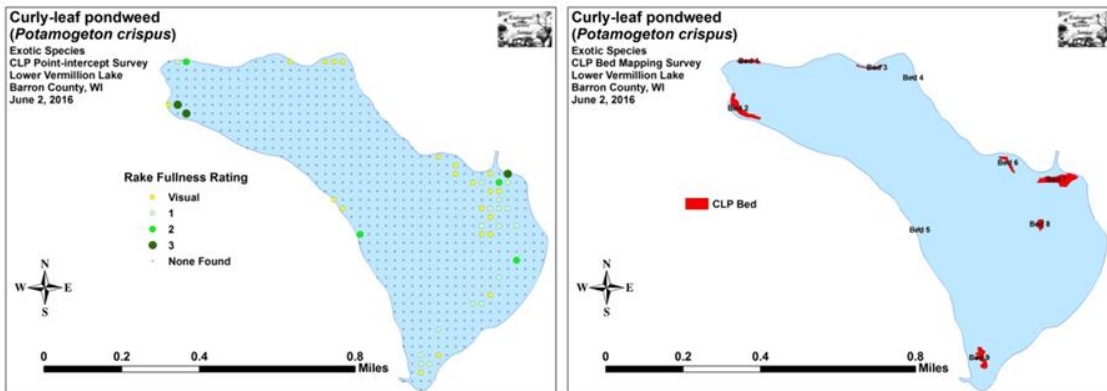 Curly-leaf pondweed
(Potamogeton crispus)
Exotic Species
CLP Point-intercept Survey
Lower Vermillion Lake
Barron County, WI
June 2, 2016
Rake Fullness Rating
Visual
1
2
3
None Found
N
W E
S
0 0.2 0.4 0.8
Miles
Curly-leaf pondweed
(Potamogeton crispus)
Exotic Species
CLP Bed Mapping Survey
Lower Vermillion Lake
Barron County, WI
June 2, 2016
Bed 3
Bed 4
Bed 2
Bed 6
CLP Bed
Bed 8
Bed 5
Bed 9
N
W E
S
0 0.2 0.4 0.8
Miles